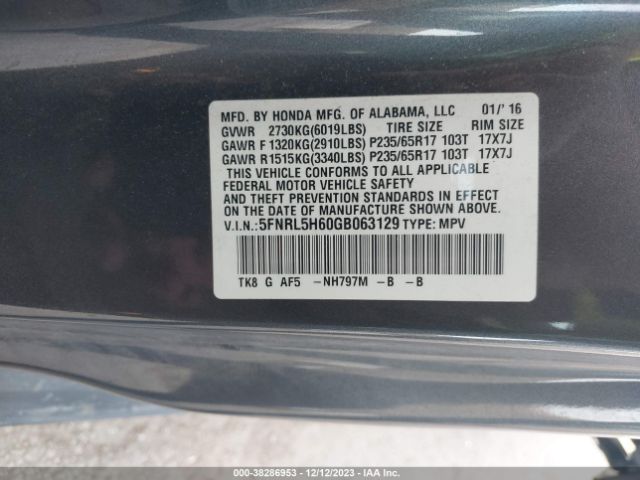 MFD. BY HONDA MFG. OF ALABAMA, LLC 01/'16
GVWR 2730KG(6019LBS) TIRE SIZE RIM SIZE
GAWR F1320KG(2910LBS) P235/65R17 103T 17X7J
GAWR R1515KG(3340LBS) P235/65R17 103T 17X7J
THIS VEHICLE CONFORMS TO ALL APPLICABLE
FEDERAL MOTOR VEHICLE SAFETY
AND THEFT PREVENTION STANDARDS IN EFFECT
ON THE DATE OF MANUFACTURE SHOWN ABOVE.
V.I.N.:5FNRL5H60GB063129 TYPE: MPV
TK8 G AF5 -NH797M -B -B
000-38286953 - 12/12/2023 - IAA Inc.